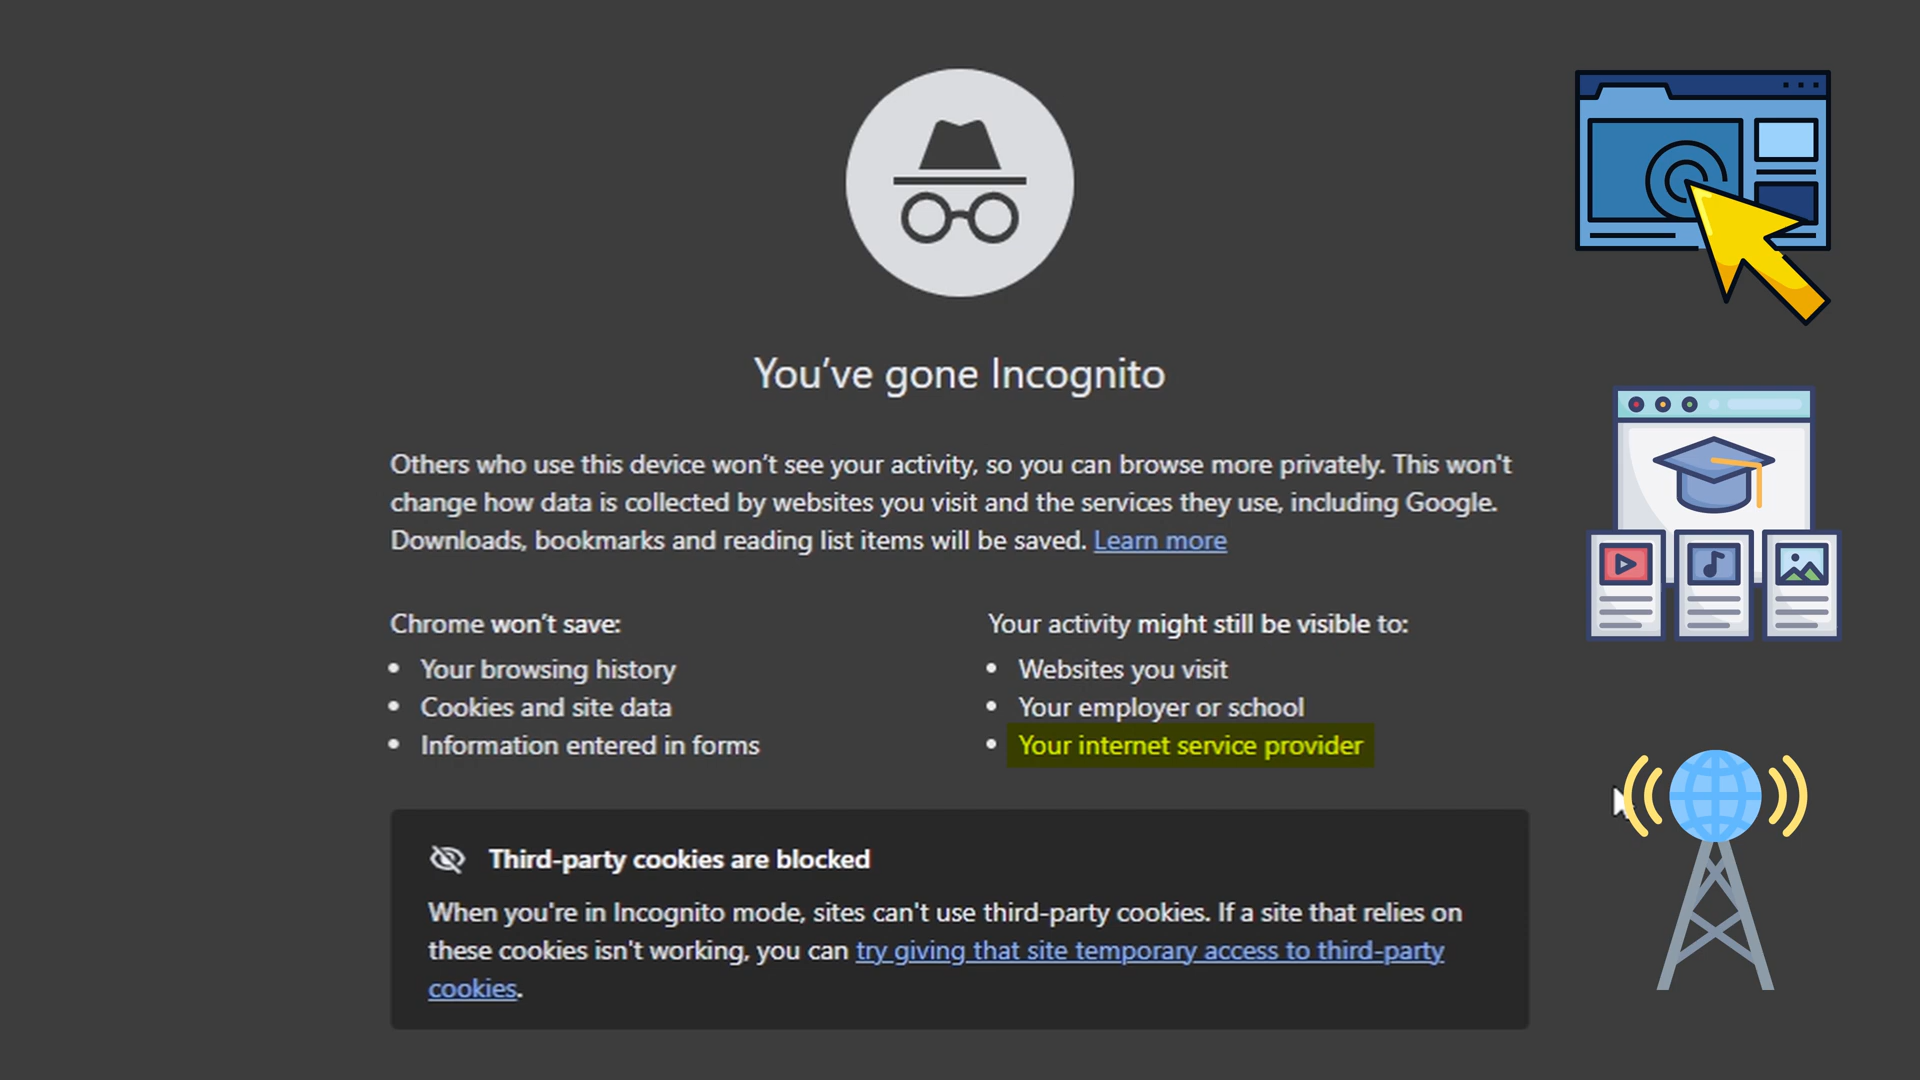 You’ve gone Incognito
Others who use this device won’t see your activity, so you can browse more privately. This won't
change how data is collected by websites you visit and the services they use, including Google.
Downloads, bookmarks and reading list items will be saved. Learn more
Chrome won’t save:
Your browsing history
Cookies and site data
Information entered in forms
Your activity might still be visible to:
Websites you visit
Your employer or school
Your internet service provider
Third-party cookies are blocked
When you're in Incognito mode, sites can't use third-party cookies. If a site that relies on
these cookies isn't working, you can try giving that site temporary access to third-party
cookies.